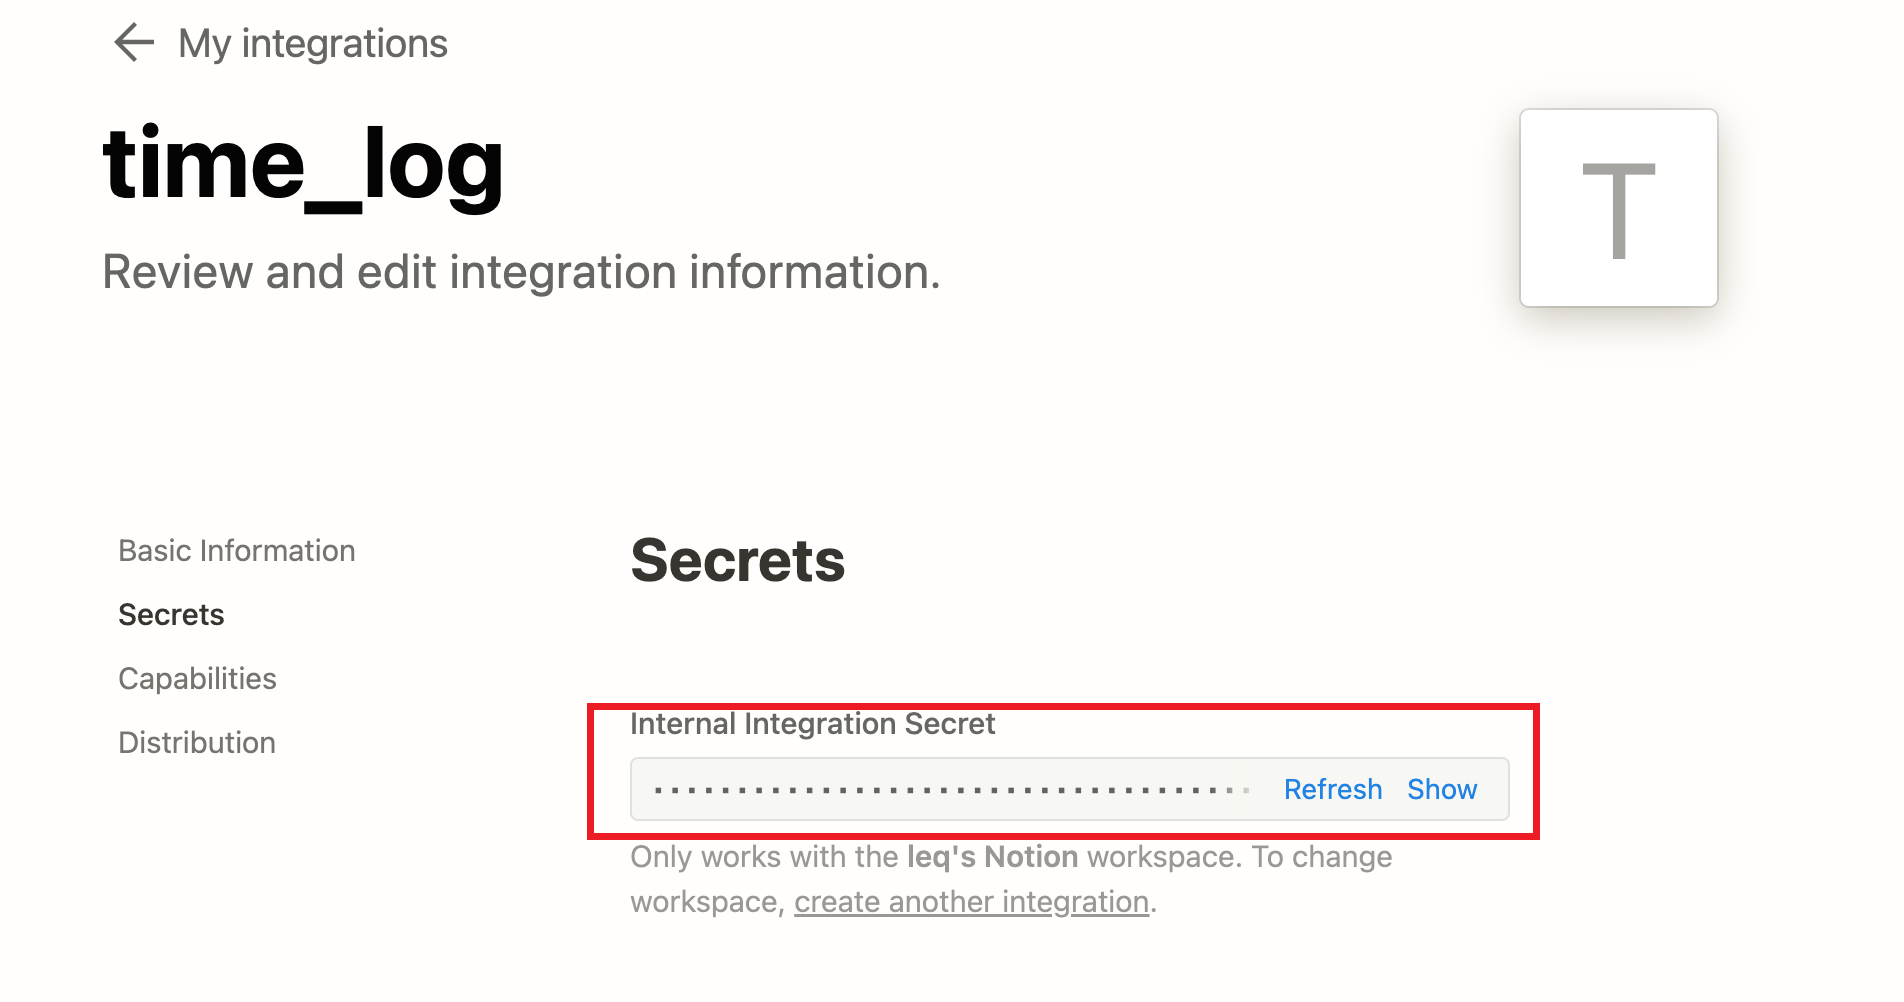 ← My integrations
time_log
T
Review and edit integration information.
Basic Information
Secrets
Capabilities
Distribution
Secrets
Internal Integration Secret
Refresh Show
Only works with the leq's Notion workspace. To change
workspace, create another integration.